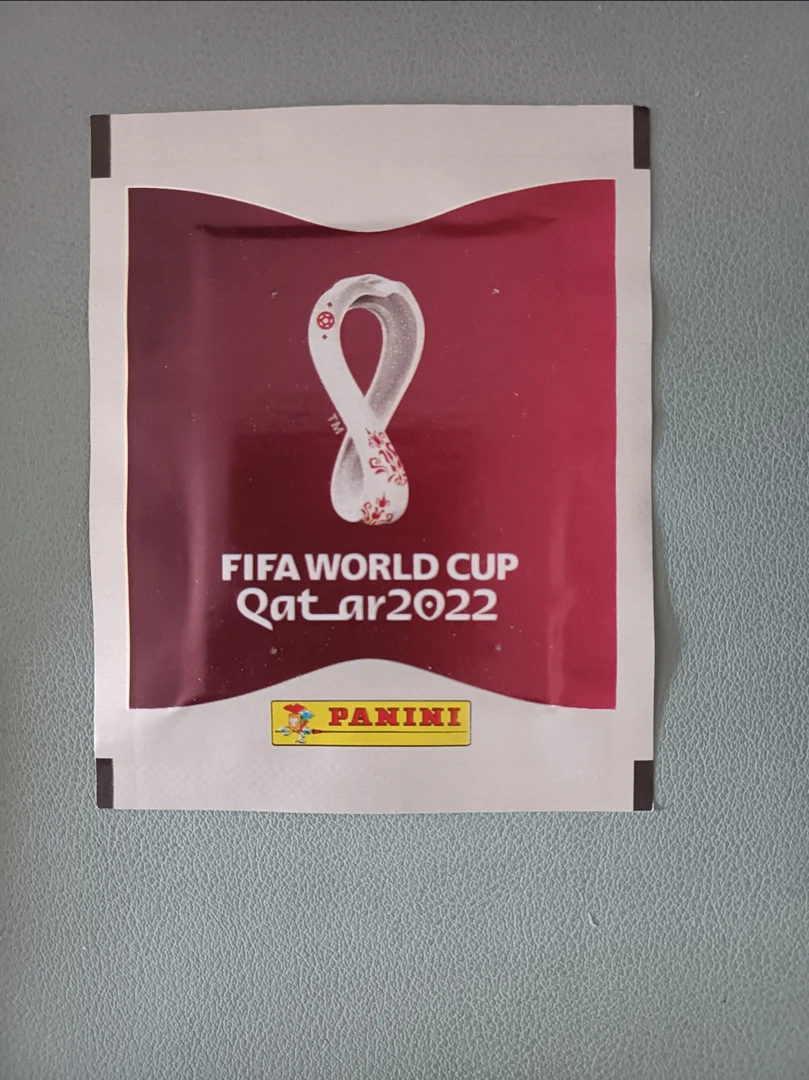 TM
FIFA WORLD CUP
Qatar2022
PANINI